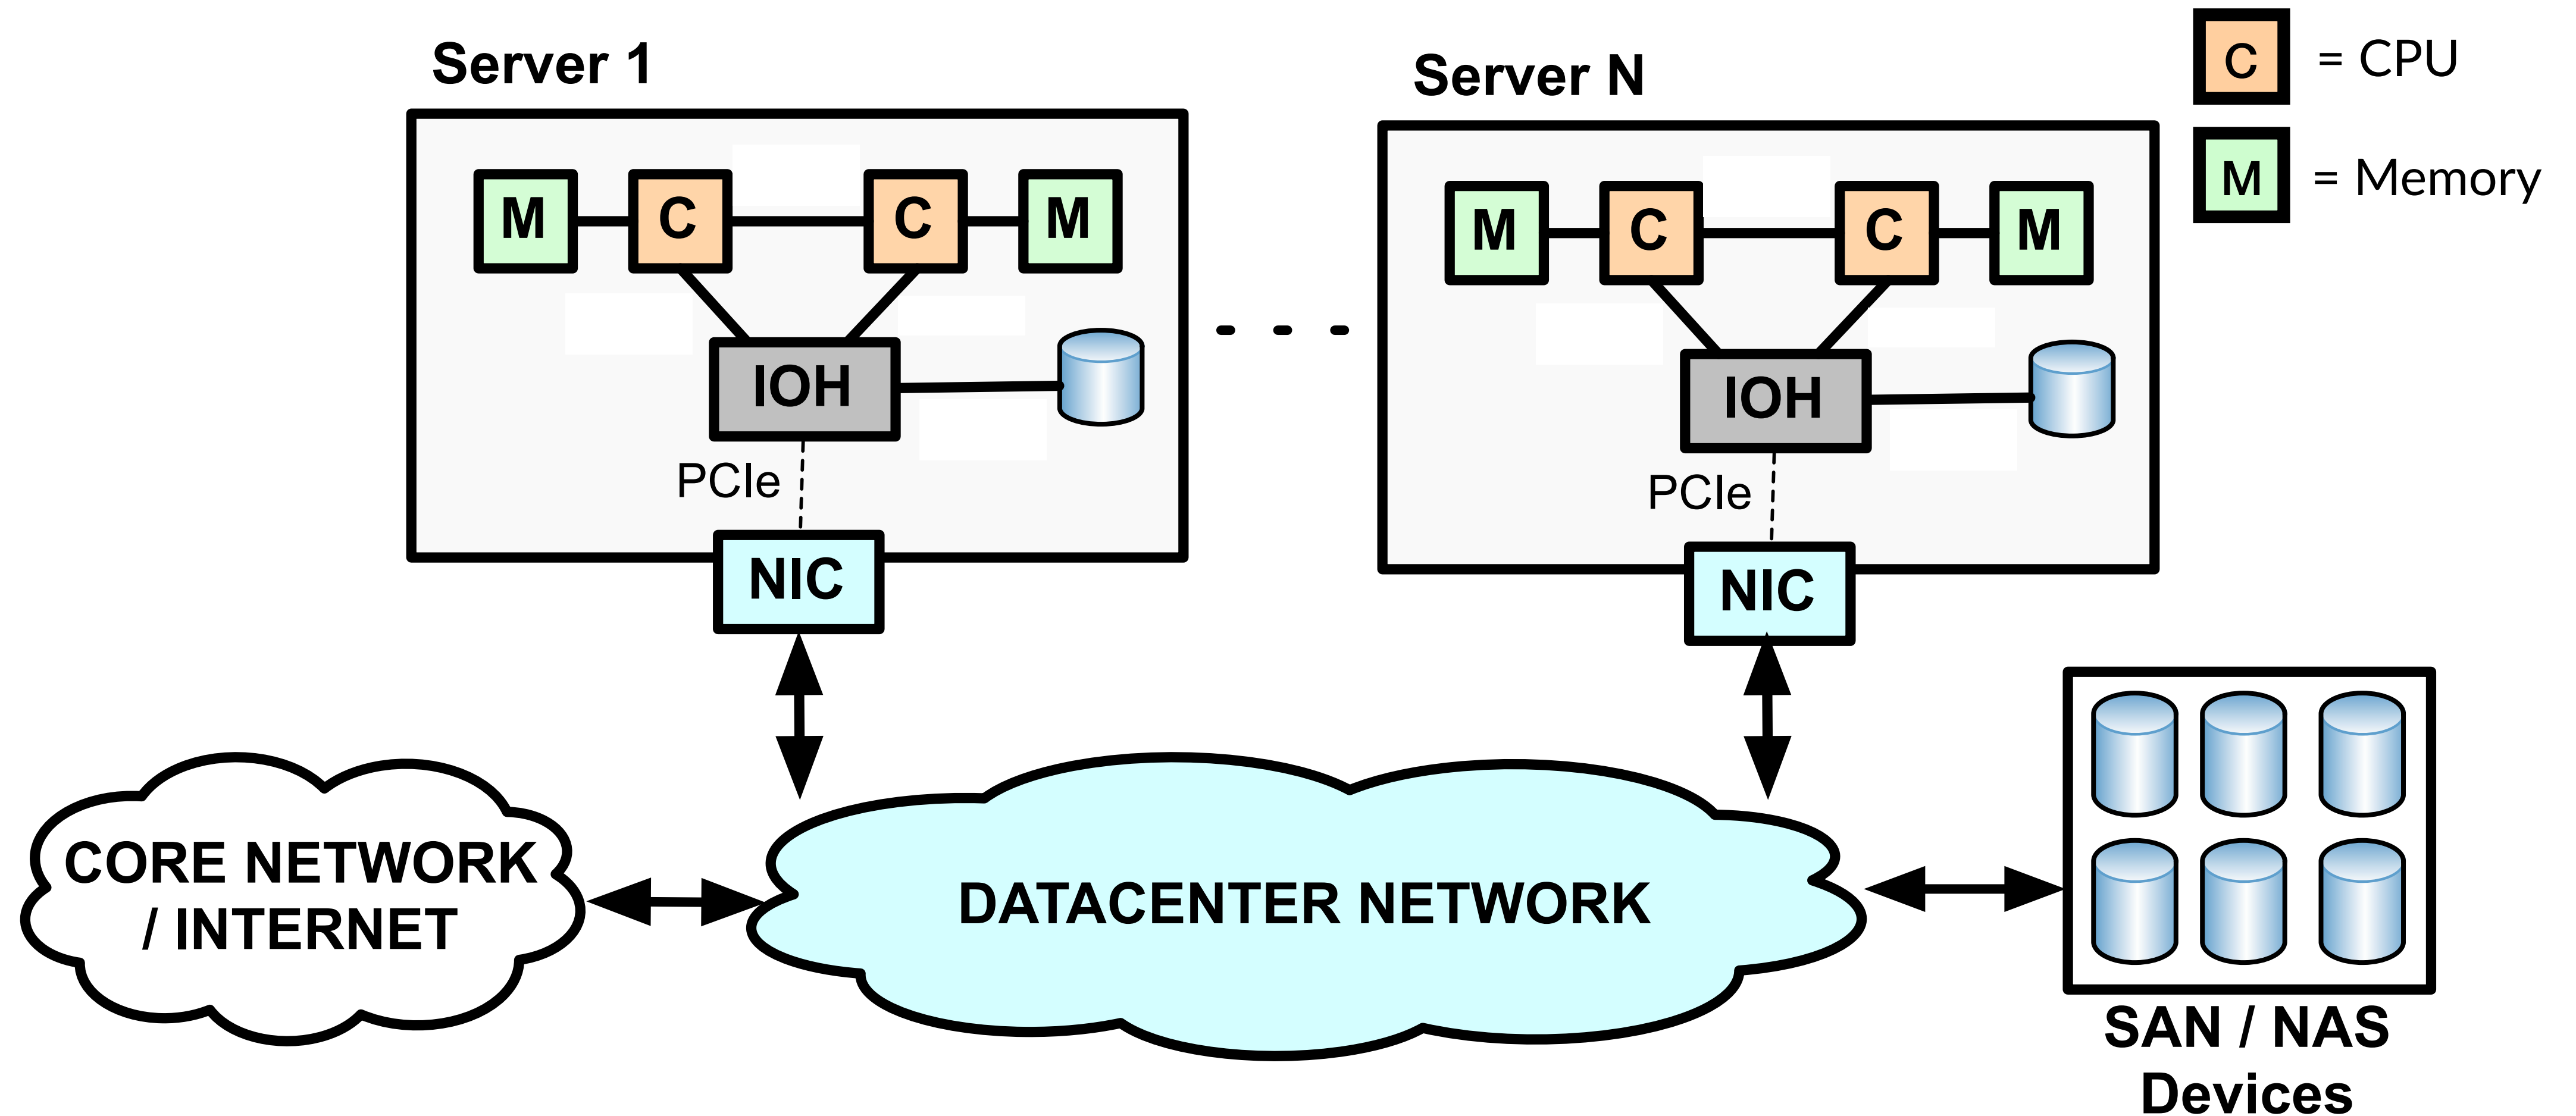 Server 1
Server N
C = CPU
M = Memory
M C C M
M C C M
IOH
IOH
PCIe
PCIe
NIC
NIC
CORE NETWORK
/ INTERNET
DATACENTER NETWORK
SAN / NAS
Devices